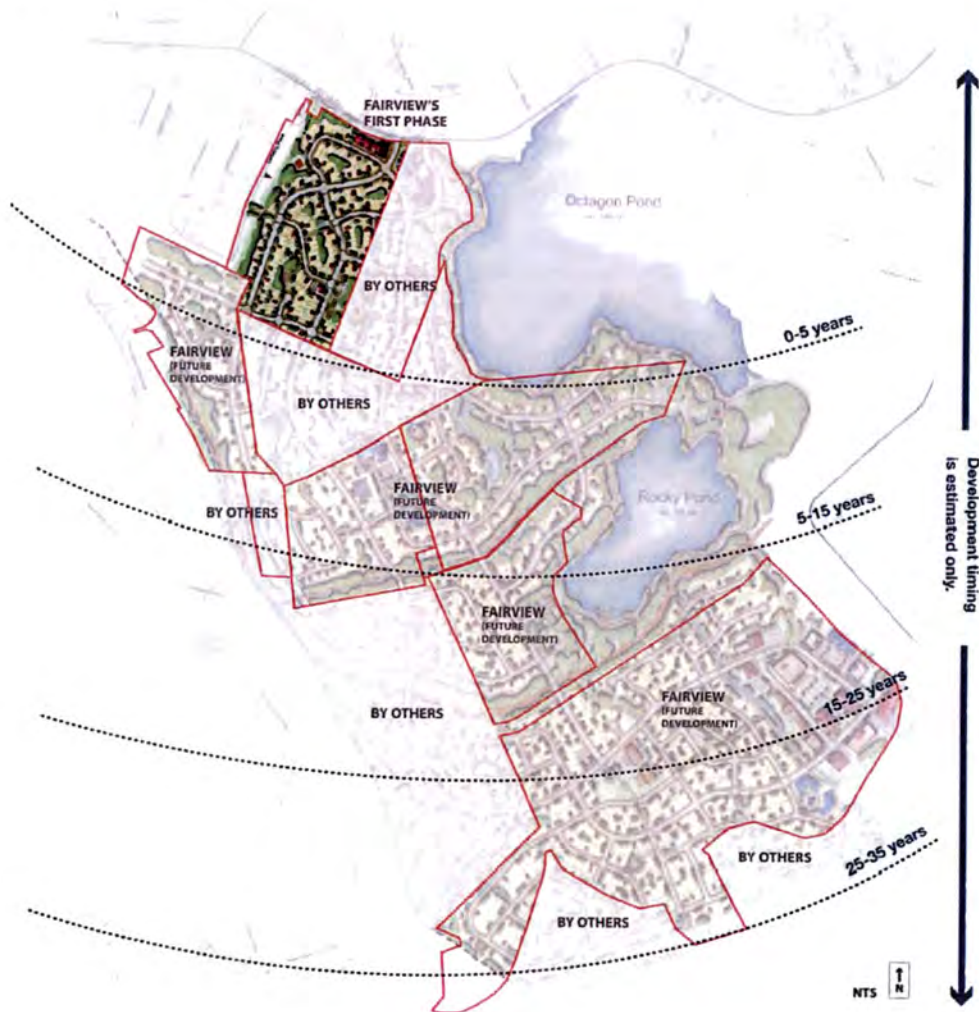 FAIRVIEW'S
FIRST PHASE
Octagon Pond
BY OTHERS
0-5 years
FAIRVIEW
(FUTURE
DEVELOPMENT)
BY OTHERS
Development timing
is estimated only.
FAIRVIEW
(FUTURE
DEVELOPMENT)
Rocky Pond
BY OTHERS
5-15 years
FAIRVIEW
(FUTURE
DEVELOPMENT)
FAIRVIEW
(FUTURE
DEVELOPMENT)
15-25 years
BY OTHERS
BY OTHERS
25-35 years
BY OTHERS
NTS
N